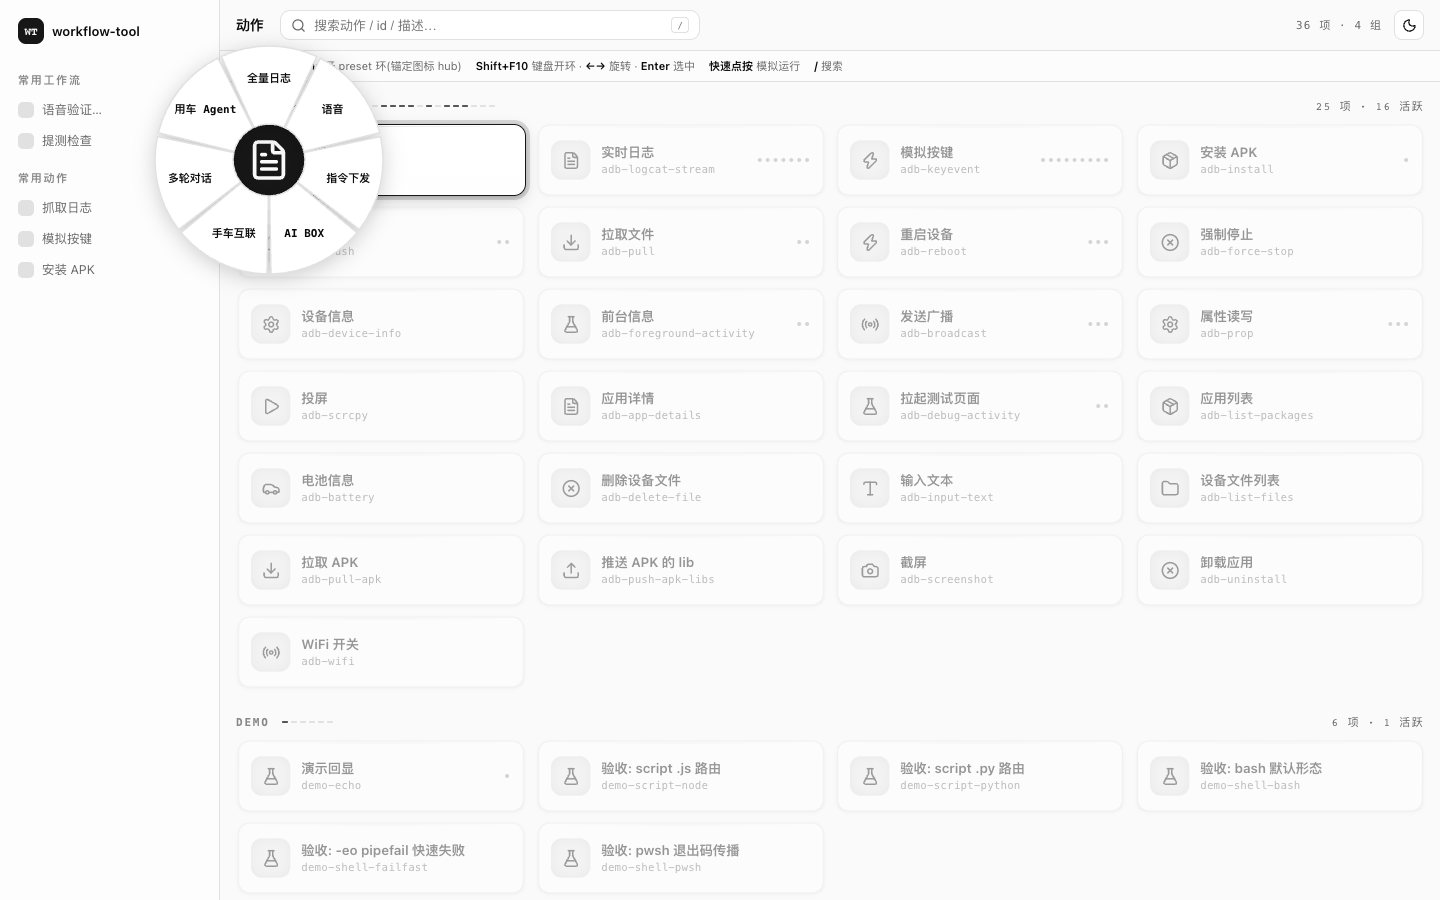 WT workflow-tool
动作
搜索动作 / id / 描述…
/
36 项 · 4 组
preset 环(锚定图标 hub) Shift+F10 键盘开环 · ←→ 旋转 · Enter 选中 快速点按 模拟运行 / 搜索
常用工作流
语音验证…
提测检查
常用动作
抓取日志
模拟按键
安装 APK
全量日志
语音
指令下发
AI BOX
手车互联
多轮对话
用车 Agent
25 项 · 16 活跃
实时日志
adb-logcat-stream
模拟按键
adb-keyevent
安装 APK
adb-install
拉取文件
adb-pull
重启设备
adb-reboot
强制停止
adb-force-stop
设备信息
adb-device-info
前台信息
adb-foreground-activity
发送广播
adb-broadcast
属性读写
adb-prop
投屏
adb-scrcpy
应用详情
adb-app-details
拉起测试页面
adb-debug-activity
应用列表
adb-list-packages
电池信息
adb-battery
删除设备文件
adb-delete-file
输入文本
adb-input-text
设备文件列表
adb-list-files
拉取 APK
adb-pull-apk
推送 APK 的 lib
adb-push-apk-libs
截屏
adb-screenshot
卸载应用
adb-uninstall
WiFi 开关
adb-wifi
DEMO
6 项 · 1 活跃
演示回显
demo-echo
验收: script .js 路由
demo-script-node
验收: script .py 路由
demo-script-python
验收: bash 默认形态
demo-shell-bash
验收: -eo pipefail 快速失败
demo-shell-failfast
验收: pwsh 退出码传播
demo-shell-pwsh